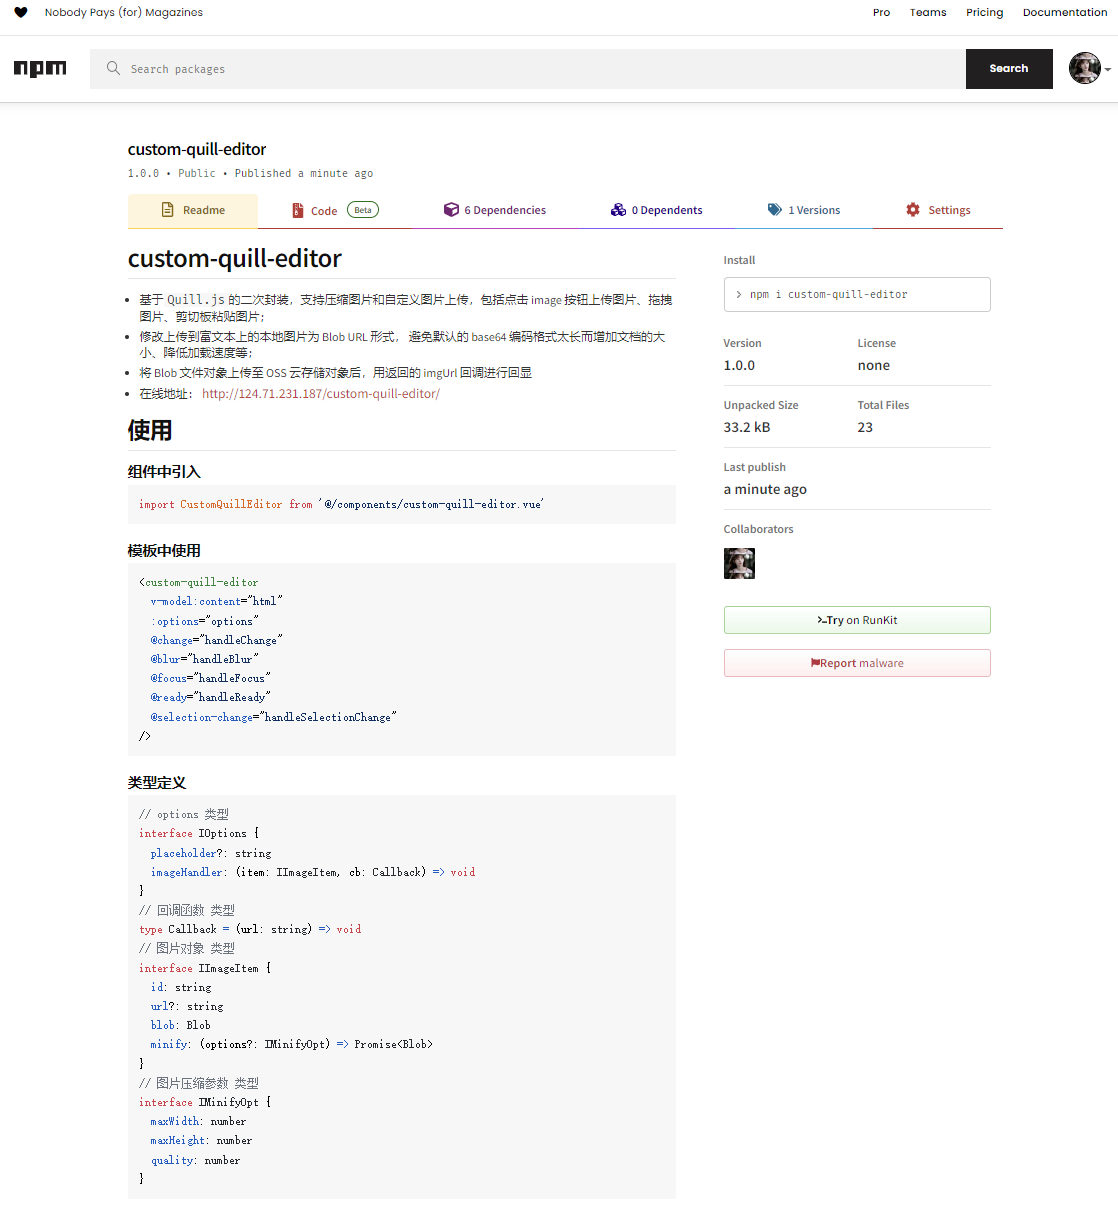 Nobody Pays (for) Magazines
Pro Teams Pricing Documentation
npm
Search packages
Search
custom-quill-editor
1.0.0 • Public • Published a minute ago
Readme
Code Beta
6 Dependencies
0 Dependents
1 Versions
Settings
custom-quill-editor
基于 Quill.js 的二次封装，支持压缩图片和自定义图片上传，包括点击 image 按钮上传图片、拖拽
图片、剪切板粘贴图片；
修改上传到富文本上的本地图片为 Blob URL 形式， 避免默认的 base64 编码格式太长而增加文档的大
小、降低加载速度等；
将 Blob 文件对象上传至 OSS 云存储对象后，用返回的 imgUrl 回调进行回显
在线地址： http://124.71.231.187/custom-quill-editor/
使用
组件中引入
import CustomQuillEditor from '@/components/custom-quill-editor.vue'
模板中使用
<custom-quill-editor
v-model:content="html"
:options="options"
@change="handleChange"
@blur="handleBlur"
@focus="handleFocus"
@ready="handleReady"
@selection-change="handleSelectionChange"
/>
类型定义
// options 类型
interface IOptions {
placeholder?: string
imageHandler: (item: IImageItem, cb: Callback) => void
}
// 回调函数 类型
type Callback = (url: string) => void
// 图片对象 类型
interface IImageItem {
id: string
url?: string
blob: Blob
minify: (options?: IMinifyOpt) => Promise<Blob>
}
// 图片压缩参数 类型
interface IMinifyOpt {
maxWidth: number
maxHeight: number
quality: number
}
Install
> npm i custom-quill-editor
Version License
1.0.0 none
Unpacked Size Total Files
33.2 kB 23
Last publish
a minute ago
Collaborators
Try on RunKit
Report malware